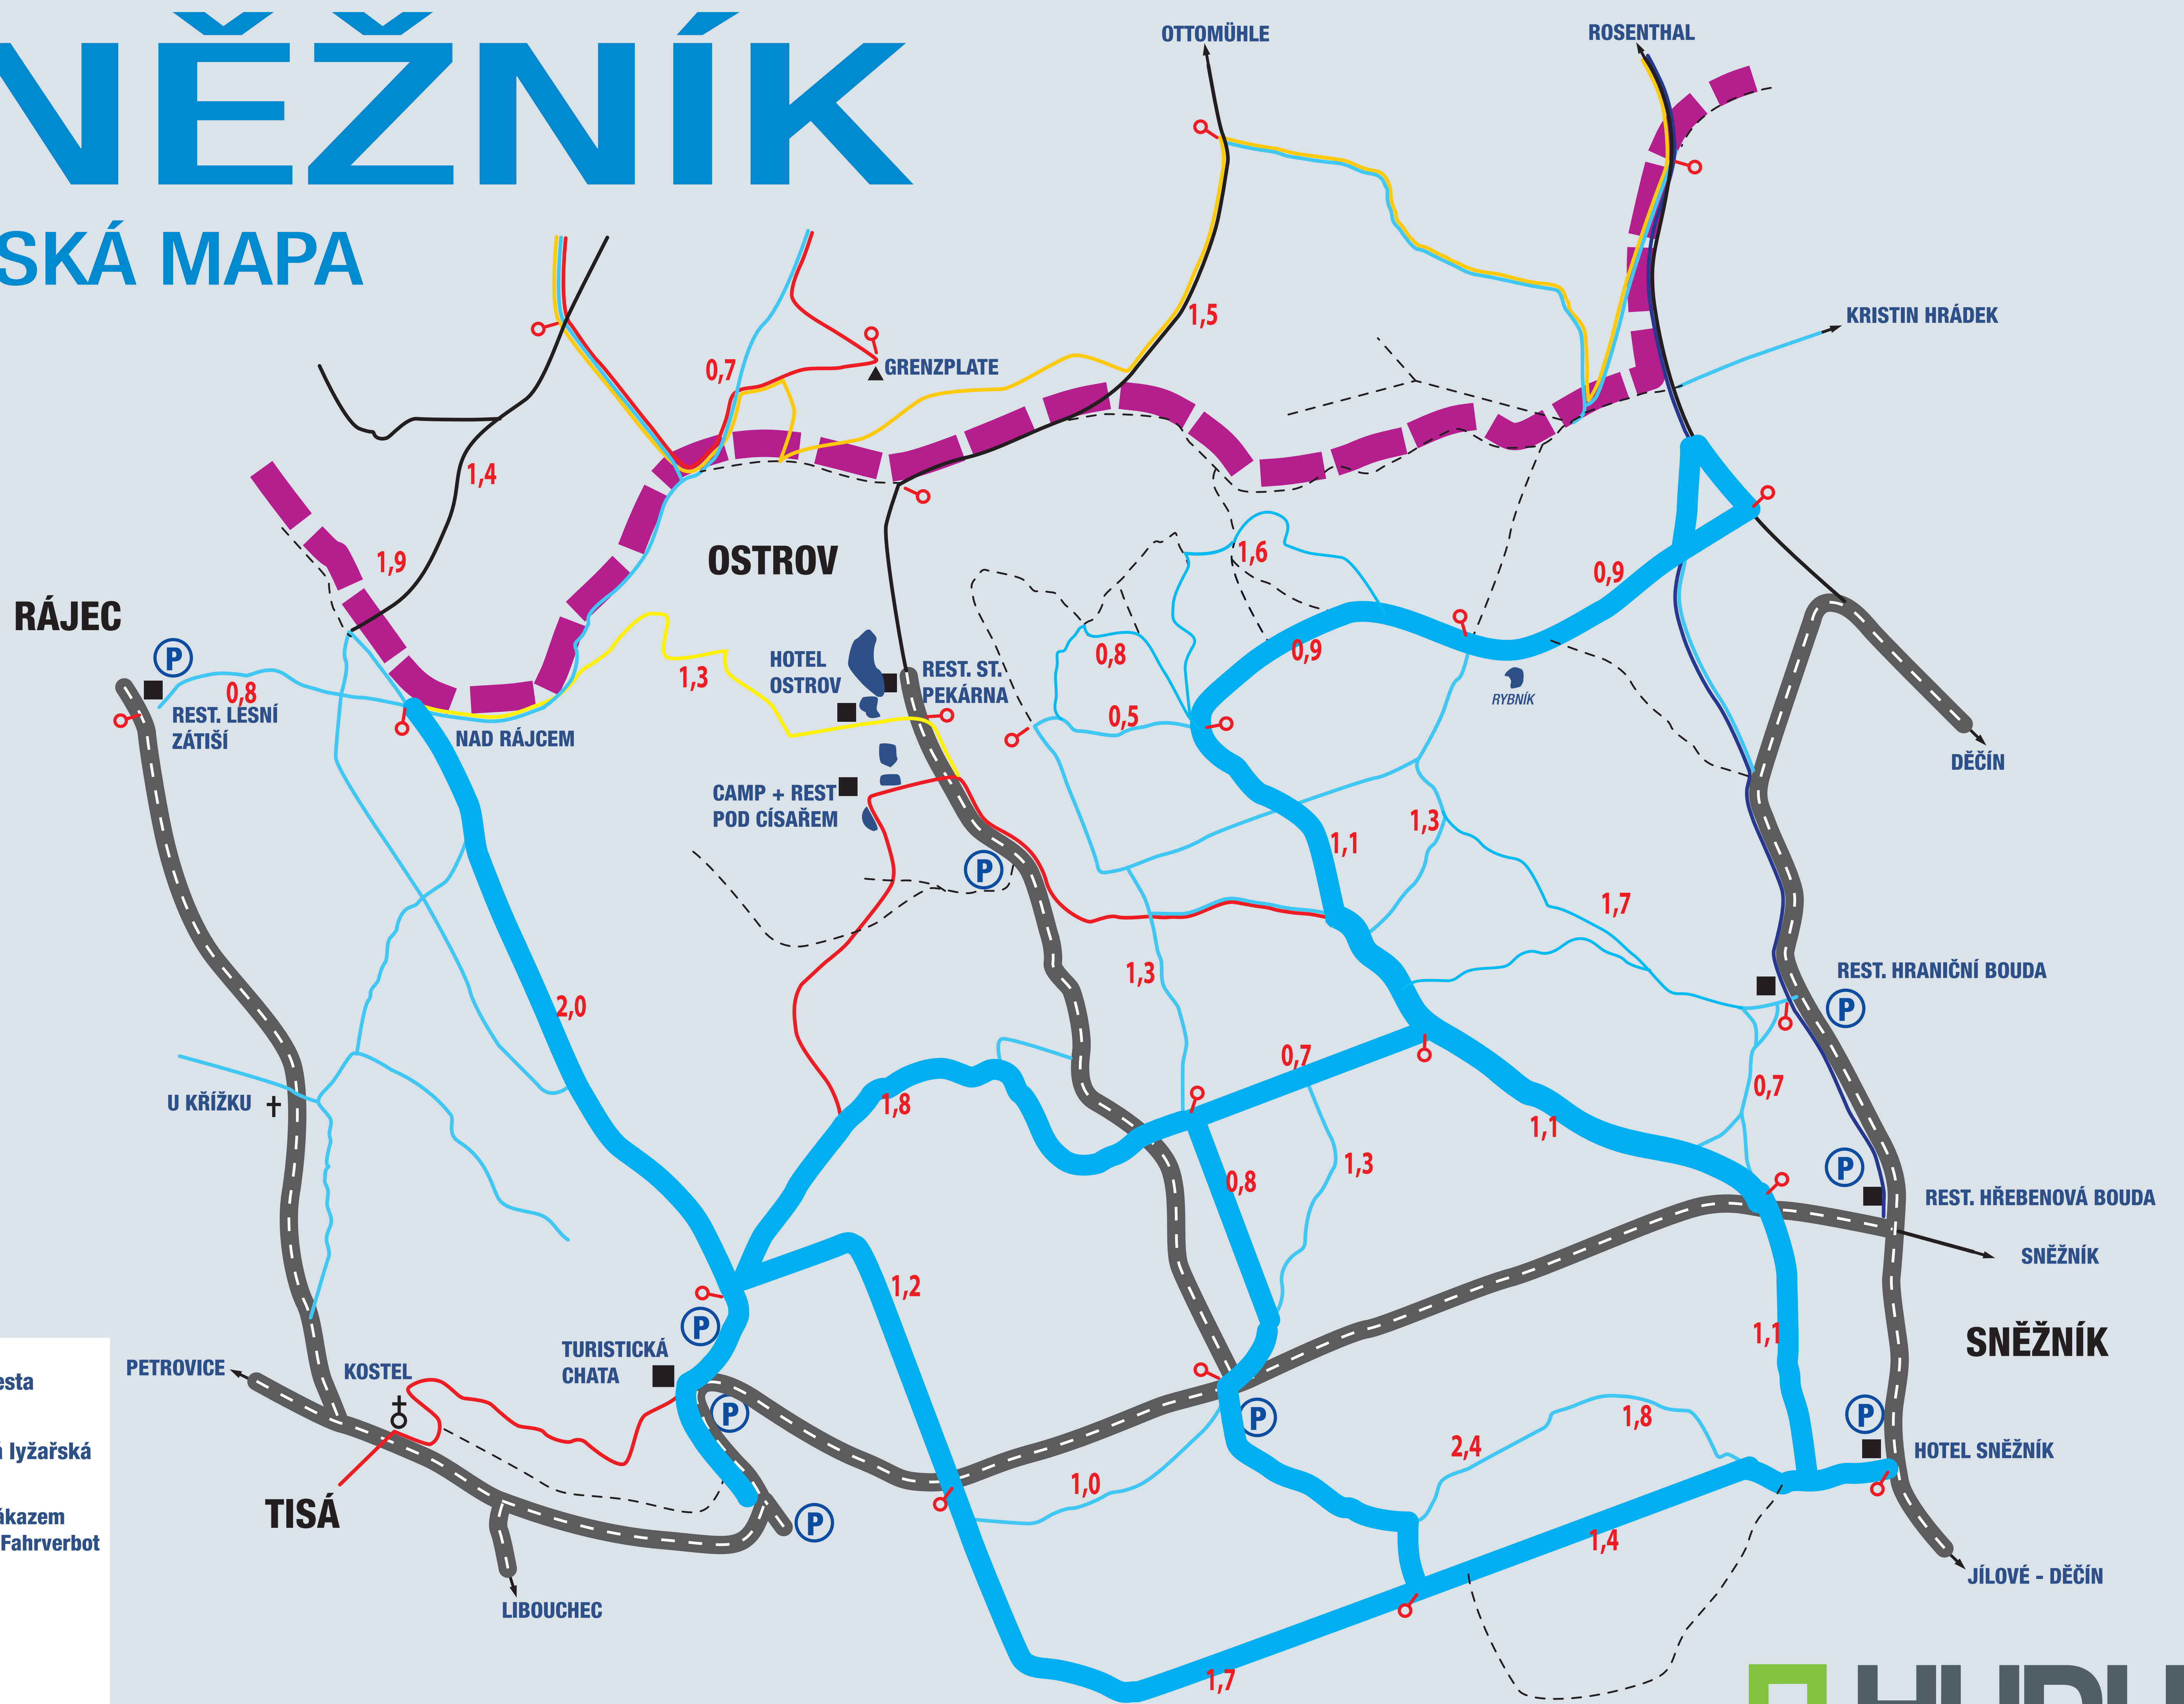 NĚŽNÍK
SKÁ MAPA
OTTOMÜHLE
ROSENTHAL
KRISTIN HRÁDEK
1,5
0,7
GRENZPLATE
1,4
1,9
OSTROV
1,6
0,9
RÁJEC
P
0,8
REST. LESNÍ
ZÁTIŠÍ
NAD RÁJCEM
1,3
HOTEL
OSTROV
REST. ST.
PEKÁRNA
0,8
0,9
0,5
RYBNÍK
DĚČÍN
CAMP + REST
POD CÍSAŘEM
P
1,1
1,3
1,7
2,0
1,3
REST. HRANIČNÍ BOUDA
P
0,7
0,7
U KŘÍŽKU
1,8
1,1
0,8
1,3
P
REST. HŘEBENOVÁ BOUDA
SNĚŽNÍK
1,2
P
1,1
SNĚŽNÍK
TURISTICKÁ
CHATA
PETROVICE
KOSTEL
P
P
P
1,8
2,4
HOTEL SNĚŽNÍK
1,0
TISÁ
P
1,4
JÍLOVÉ - DĚČÍN
LIBOUCHEC
1,7
esta
lyžařská
ákazem
Fahrverbot